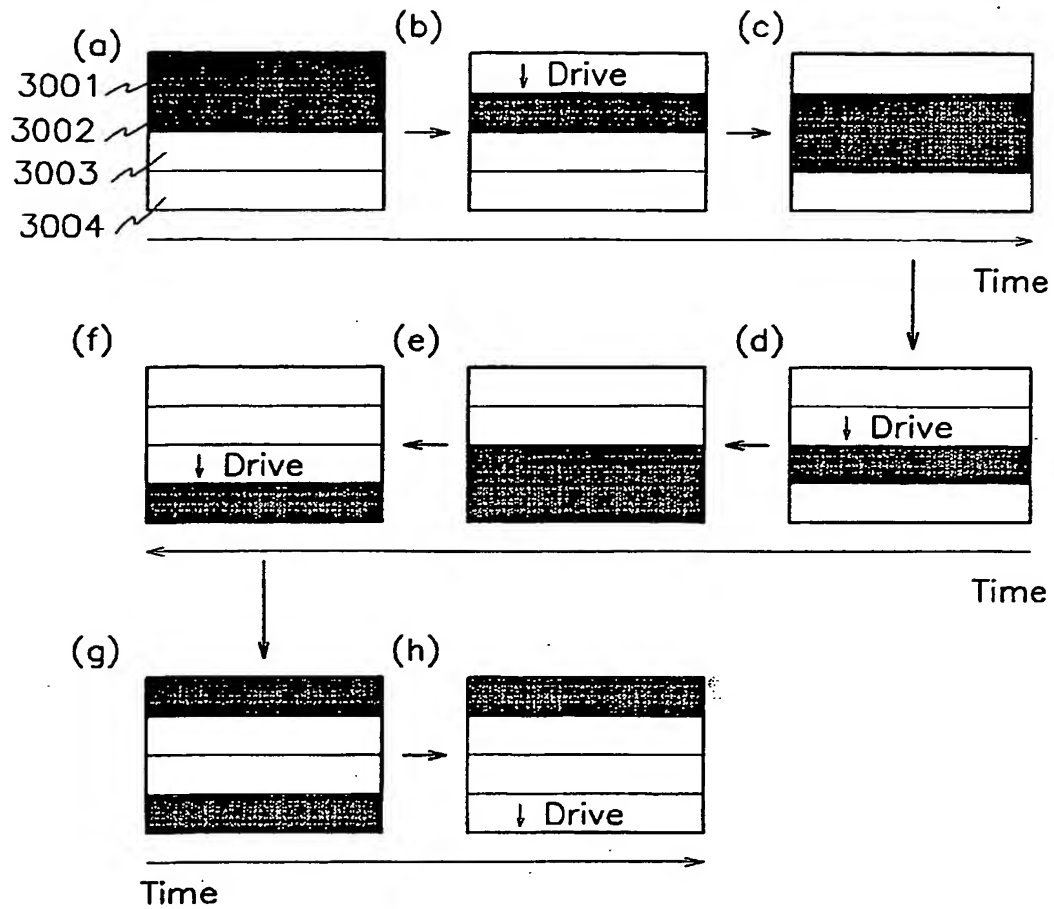 (a)
(b)
(c)
3001
3002
3003
3004
↓ Drive
Time
(f)
(e)
(d)
↓ Drive
↓ Drive
Time
(g)
(h)
↓ Drive
Time